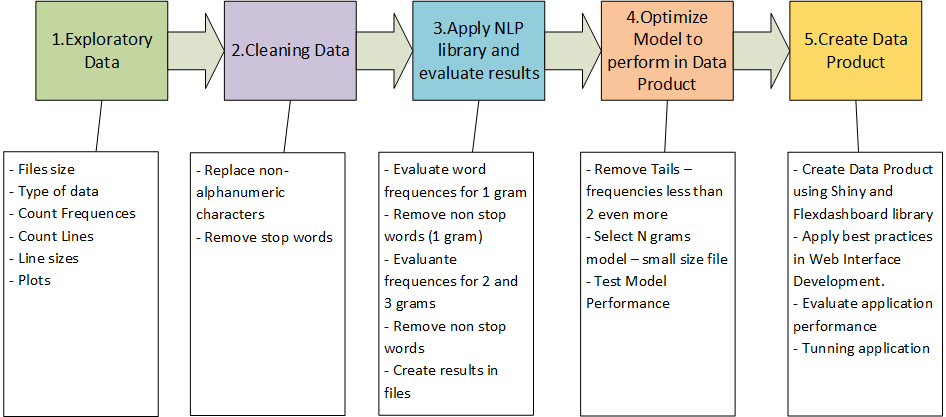 1.Exploratory
Data
2.Cleaning Data
3.Apply NLP
library and
evaluate results
4.Optimize
Model to
perform in Data
Product
5.Create Data
Product
- Files size
- Type of data
- Count Frequences
- Count Lines
- Line sizes
- Plots
- Replace non-
alphanumeric
characters
- Remove stop words
- Evaluate word
frequences for 1 gram
- Remove non stop
words (1 gram)
- Evaluante
frequences for 2 and
3 grams
- Remove non stop
words
- Create results in
files
- Remove Tails –
frequencies less than
2 even more
- Select N grams
model – small size file
- Test Model
Performance
- Create Data Product
using Shiny and
Flexdashboard library
- Apply best practices
in Web Interface
Development.
- Evaluate application
performance
- Tunning application